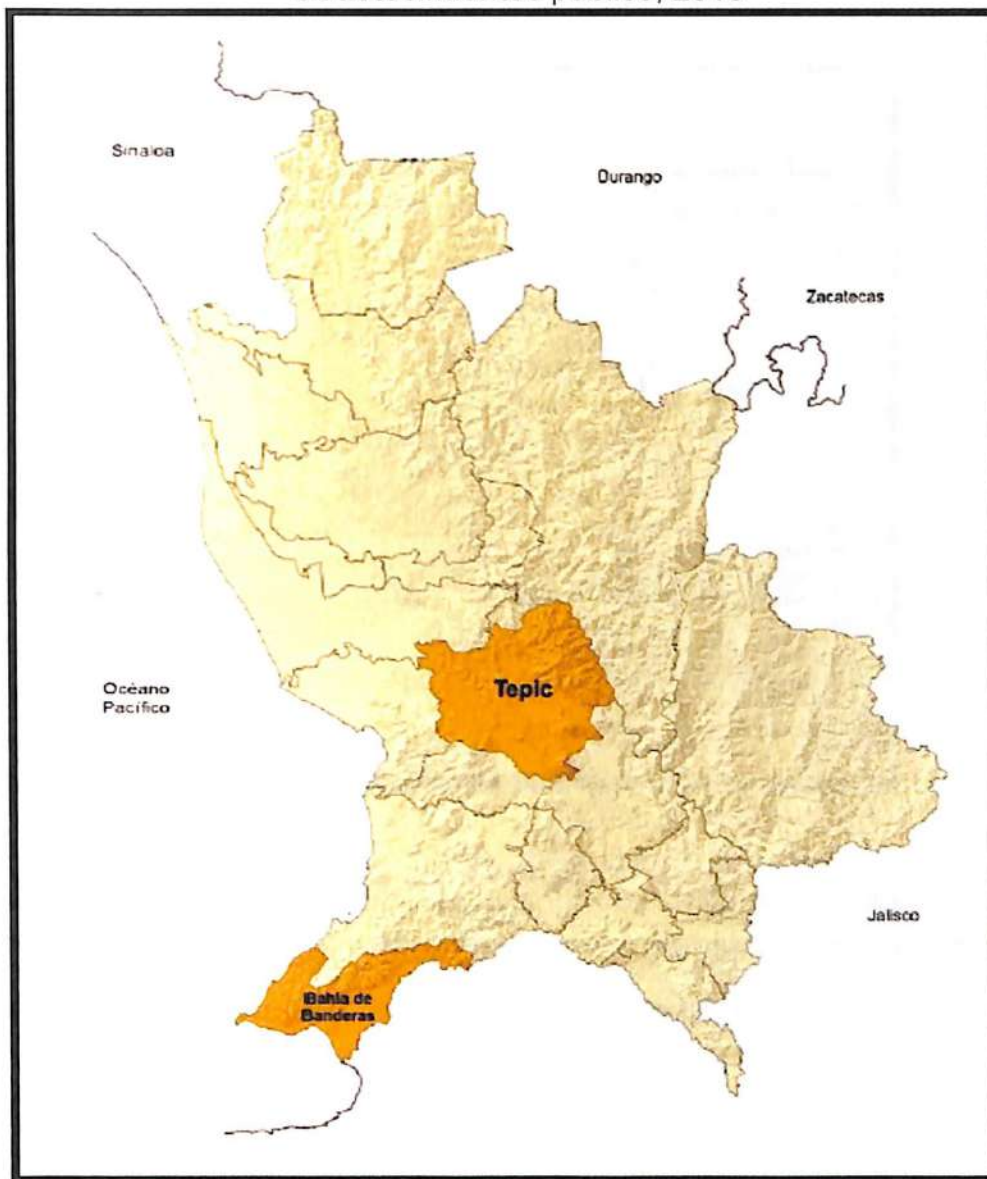 Sinaloa
Durango
Zacatecas
Tepic
Océano
Pacífico
Jalisco
Bahía de
Banderas